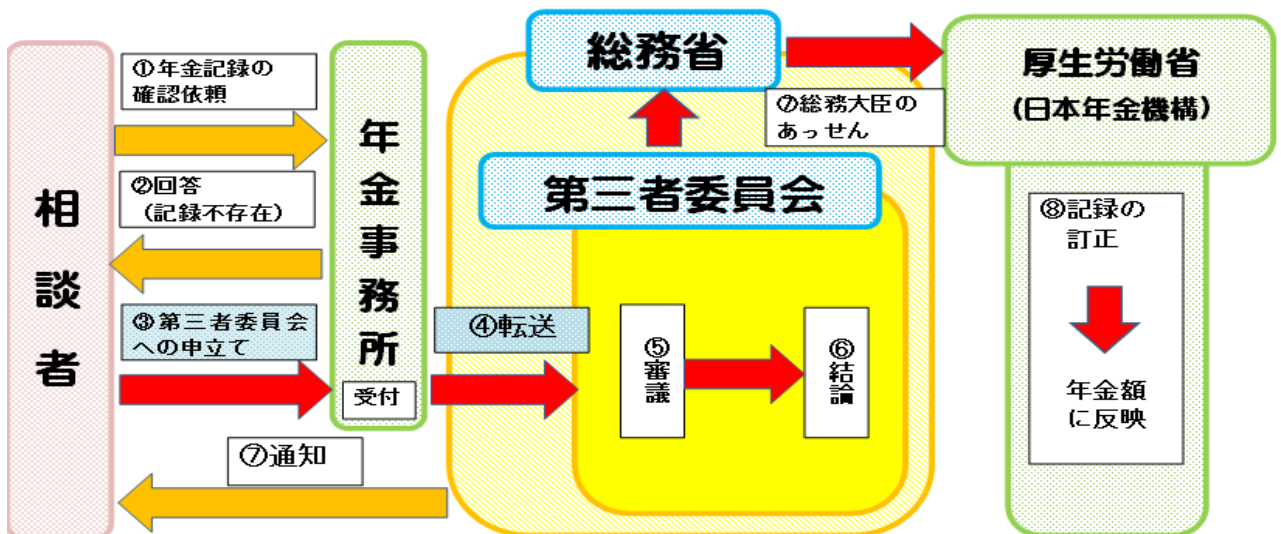 相談者
①年金記録の
確認依頼
②回答
（記録不存在）
③第三者委員会
への申立て
年金事務所
受付
④転送
⑦通知
総務省
第三者委員会
⑤審議
⑥結論
⑦総務大臣の
あっせん
厚生労働省
（日本年金機構）
⑧記録の
訂正
年金額
に反映